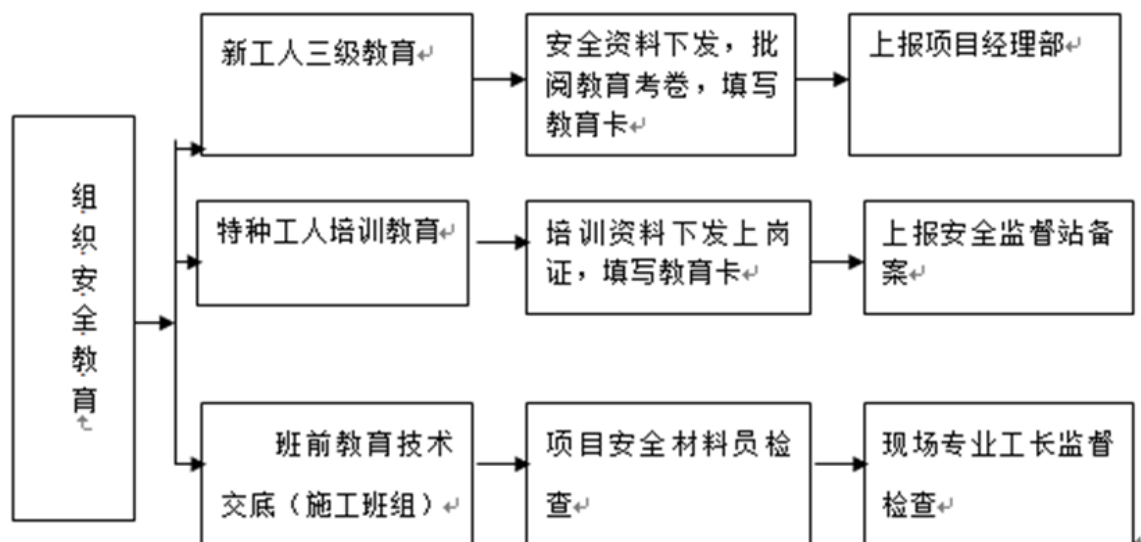 组织安全教育
新工人三级教育
安全资料下发，批
阅教育考卷，填写
教育卡
上报项目经理部
特种工人培训教育
培训资料下发上岗
证，填写教育卡
上报安全监督站备
案
班前教育技术
交底（施工班组）
项目安全材料员检
查
现场专业工长监督
检查